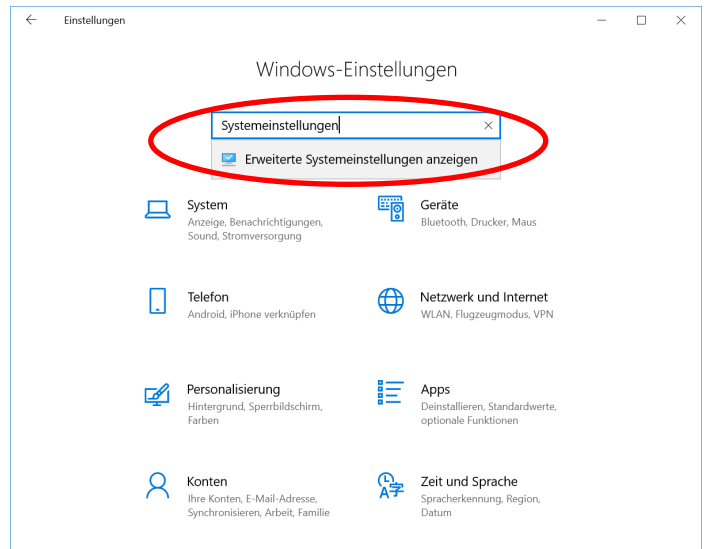 Einstellungen
Windows-Einstellungen
Systemeinstellungen
Erweiterte Systemeinstellungen anzeigen
System
Anzeige, Benachrichtigungen,
Sound, Stromversorgung
Geräte
Bluetooth, Drucker, Maus
Telefon
Android, iPhone verknüpfen
Netzwerk und Internet
WLAN, Flugzeugmodus, VPN
Personalisierung
Hintergrund, Sperrbildschirm,
Farben
Apps
Deinstallieren, Standardwerte,
optionale Funktionen
Konten
Ihre Konten, E-Mail-Adresse,
Synchronisieren, Arbeit, Familie
Zeit und Sprache
Spracherkennung, Region,
Datum